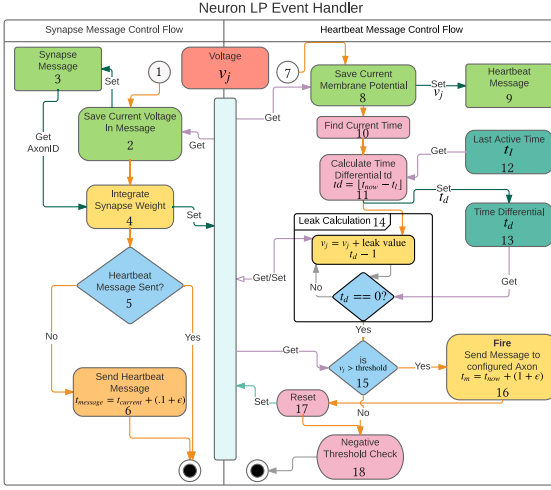 Neuron LP Event Handler
Synapse Message Control Flow
Heartbeat Message Control Flow
Synapse
Message
3
1
Voltage
v_j
7
Save Current
Membrane Potential
8
Set
v_j
Heartbeat
Message
9
Set
Save Current Voltage
In Message
2
Get
Get
Find Current Time
10
Get
AxonID
Calculate Time
Differential td
td = ⌊t_now − t_l⌋
11
Get
Last Active Time
t_l
12
Set
t_d
Integrate
Synapse Weight
4
Set
Leak Calculation 14
Time Differential
t_d
13
v_j = v_j + leak value
t_d − 1
Heartbeat
Message Sent?
5
Get/Set
No
t_d == 0?
Get
No
Yes
Yes
Get
is
v_j > threshold
15
Yes
Fire
Send Message to
configured Axon
t_m = t_now + (1 + ϵ)
16
Send Heartbeat
Message
t_message = t_current + (.1 + ϵ)
6
Set
Reset
17
No
Negative
Threshold Check
18